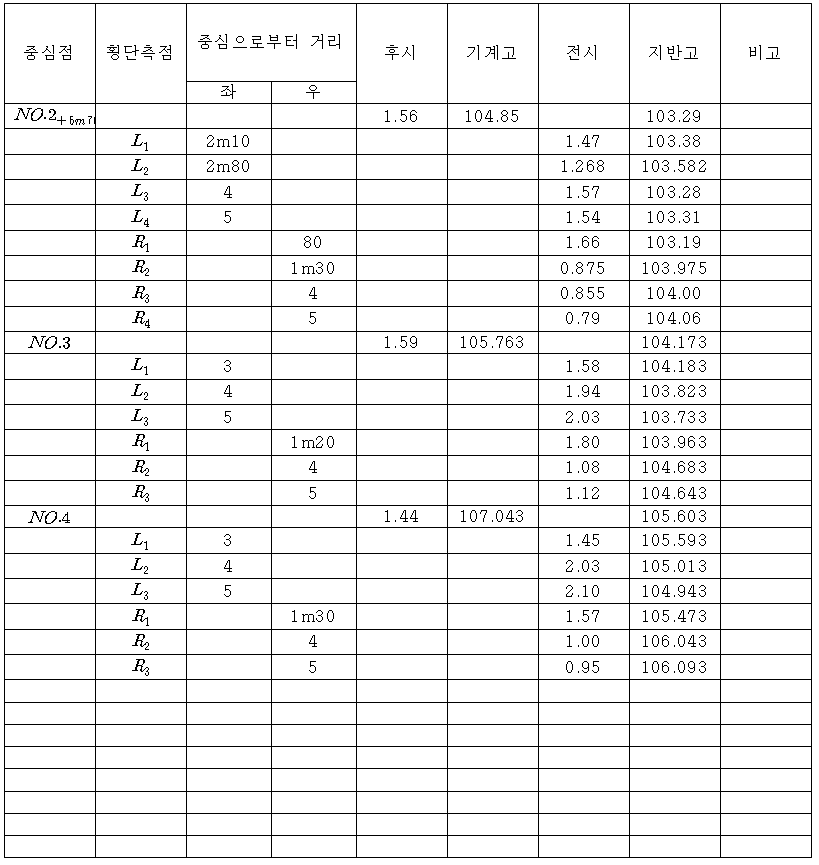 중심점 횡단측점 중심으로부터 거리 후시 기계고 전시 지반고 비고
좌 우
NO.2+6m7 1.56 104.85 103.29
L1 2m10 1.47 103.38
L2 2m80 1.268 103.582
L3 4 1.57 103.28
L4 5 1.54 103.31
R1 80 1.66 103.19
R2 1m30 0.875 103.975
R3 4 0.855 104.00
R4 5 0.79 104.06
NO.3 1.59 105.763 104.173
L1 3 1.58 104.183
L2 4 1.94 103.823
L3 5 2.03 103.733
R1 1m20 1.80 103.963
R2 4 1.08 104.683
R3 5 1.12 104.643
NO.4 1.44 107.043 105.603
L1 3 1.45 105.593
L2 4 2.03 105.013
L3 5 2.10 104.943
R1 1m30 1.57 105.473
R2 4 1.00 106.043
R3 5 0.95 106.093